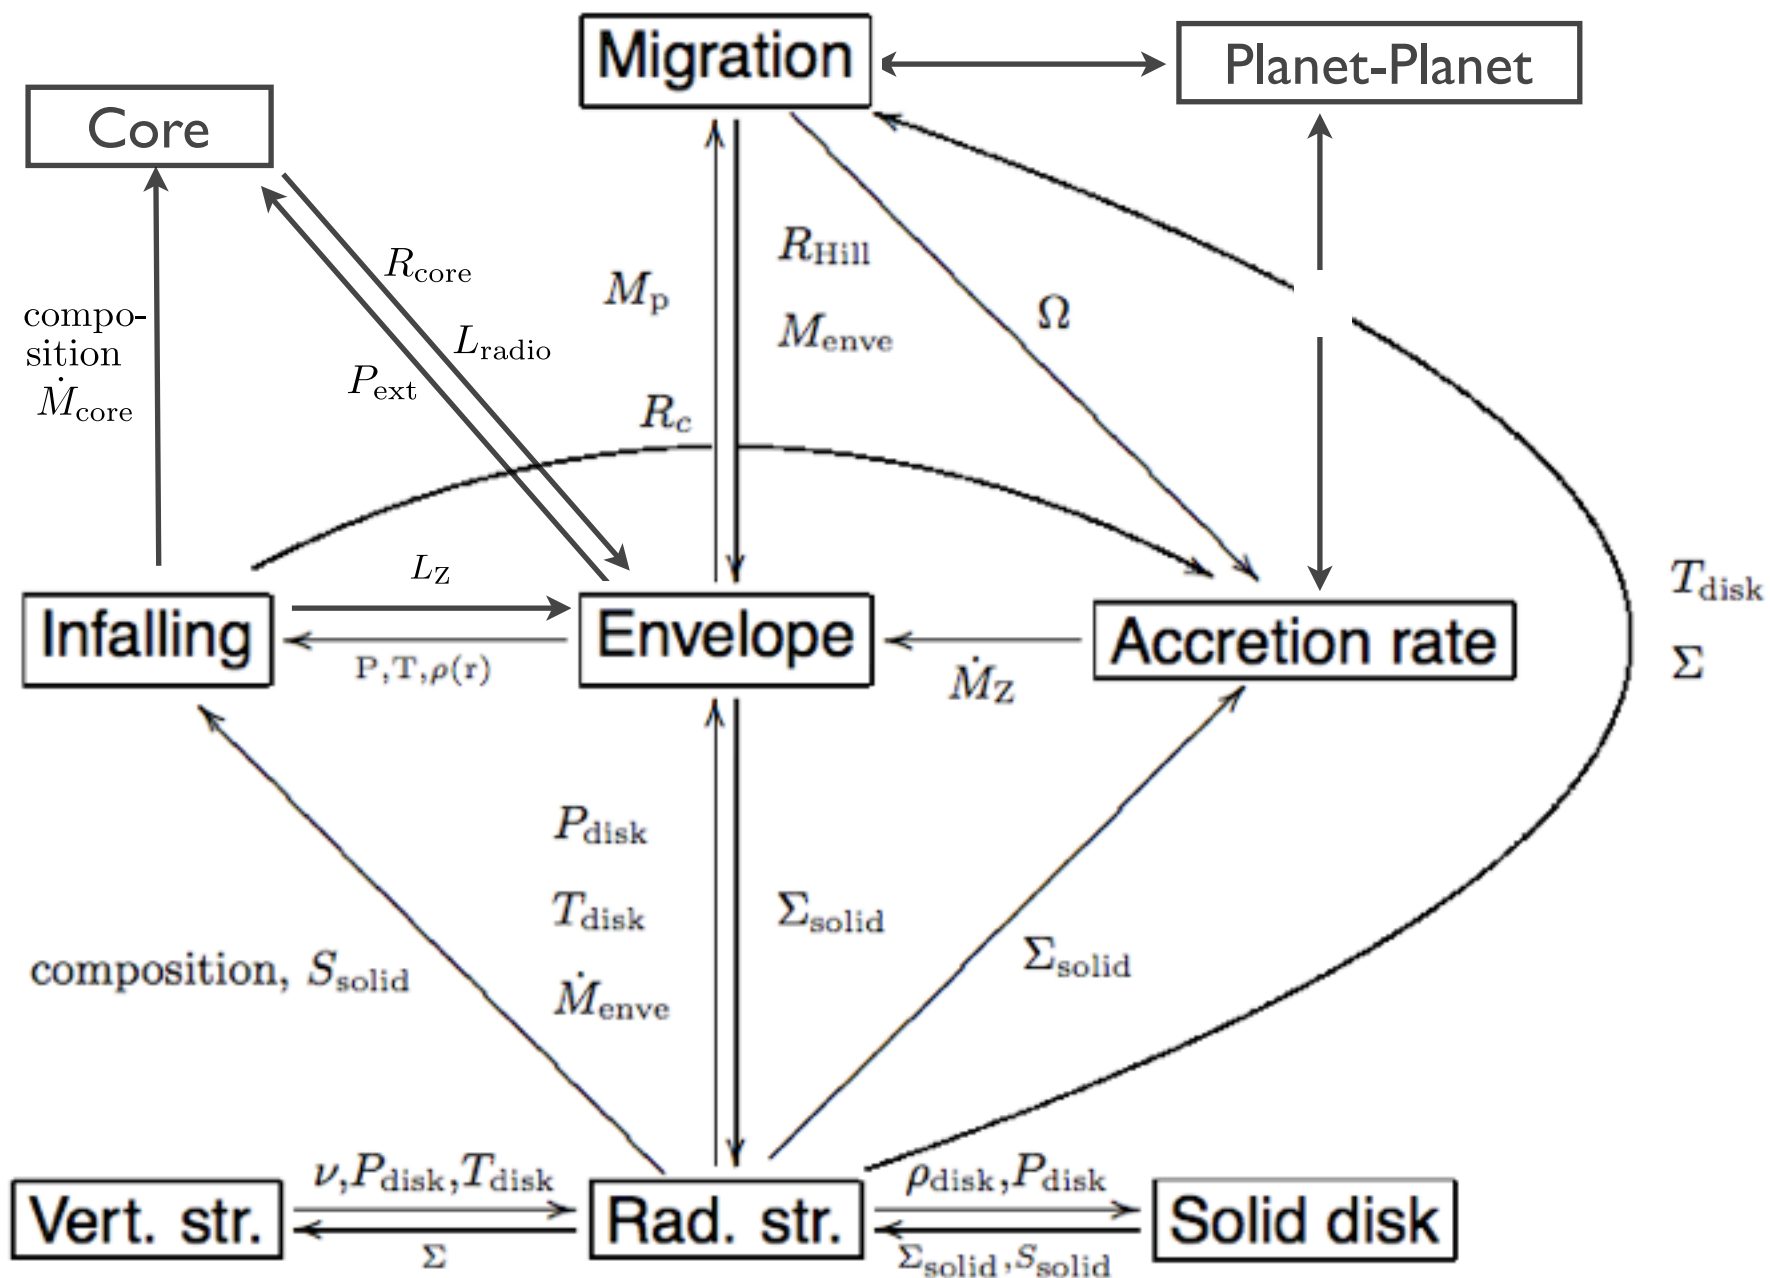 Migration
Planet-Planet
Core
R_core
R_Hill
M_p
Ω
compo-
sition
Ṁ_core
L_radio
M_enve
P_ext
R_c
L_Z
T_disk
Infalling
Envelope
Accretion rate
P,T,ρ(r)
Ṁ_Z
Σ
P_disk
T_disk
Σ_solid
composition, S_solid
Σ_solid
Ṁ_enve
ν,P_disk,T_disk
ρ_disk,P_disk
Vert. str.
Rad. str.
Solid disk
Σ
Σ_solid,S_solid